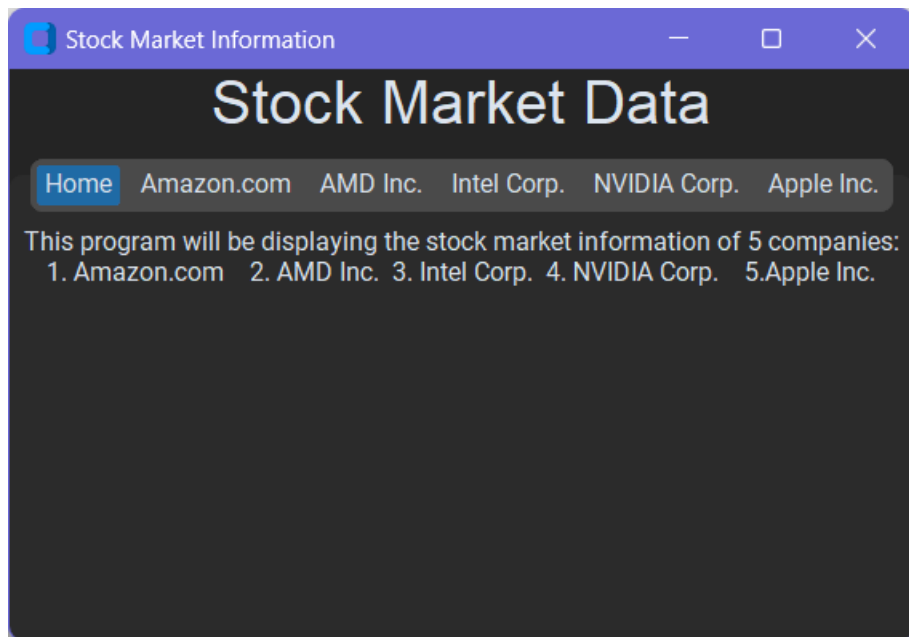 Stock Market Information
Stock Market Data
Home Amazon.com AMD Inc. Intel Corp. NVIDIA Corp. Apple Inc.
This program will be displaying the stock market information of 5 companies:
1. Amazon.com 2. AMD Inc. 3. Intel Corp. 4. NVIDIA Corp. 5.Apple Inc.